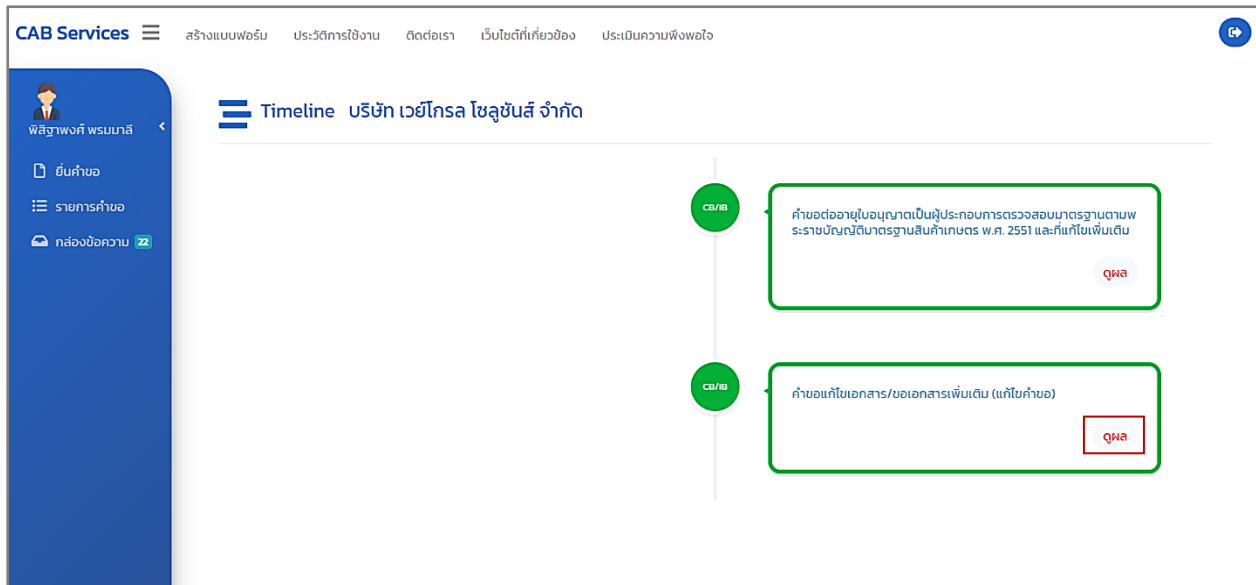 CAB Services สร้างแบบฟอร์ม ประวัติการใช้งาน ติดต่อเรา เว็บไซต์ที่เกี่ยวข้อง ประเมินความพึงพอใจ
พิสิฐาพงศ์ พรมมาลี
ยื่นคำขอ
รายการคำขอ
กล่องข้อความ 22
Timeline บริษัท เวย์โกรล โซลูชันส์ จำกัด
CB/IB
คำขอต่ออายุใบอนุญาตเป็นผู้ประกอบการตรวจสอบมาตรฐานตามพ
ระราชบัญญัติมาตรฐานสินค้าเกษตร พ.ศ. 2551 และที่แก้ไขเพิ่มเติม
ดูผล
CB/IB
คำขอแก้ไขเอกสาร/ขอเอกสารเพิ่มเติม (แก้ไขคำขอ)
ดูผล